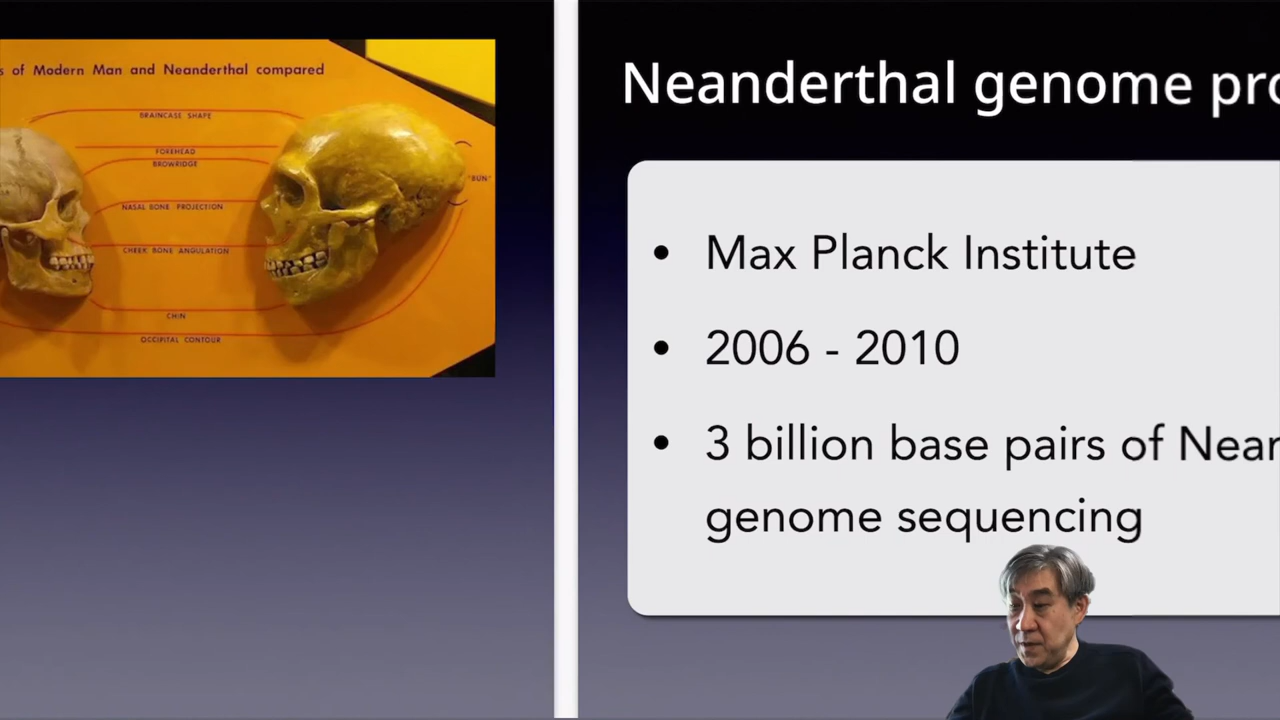 s of Modern Man and Neanderthal compared
BRAINCASE SHAPE
FOREHEAD
BROWRIDGE
"BUN"
NASAL BONE PROJECTION
CHEEK BONE ANGULATION
CHIN
OCCIPITAL CONTOUR
Neanderthal genome pro
• Max Planck Institute
• 2006 - 2010
• 3 billion base pairs of Near
genome sequencing